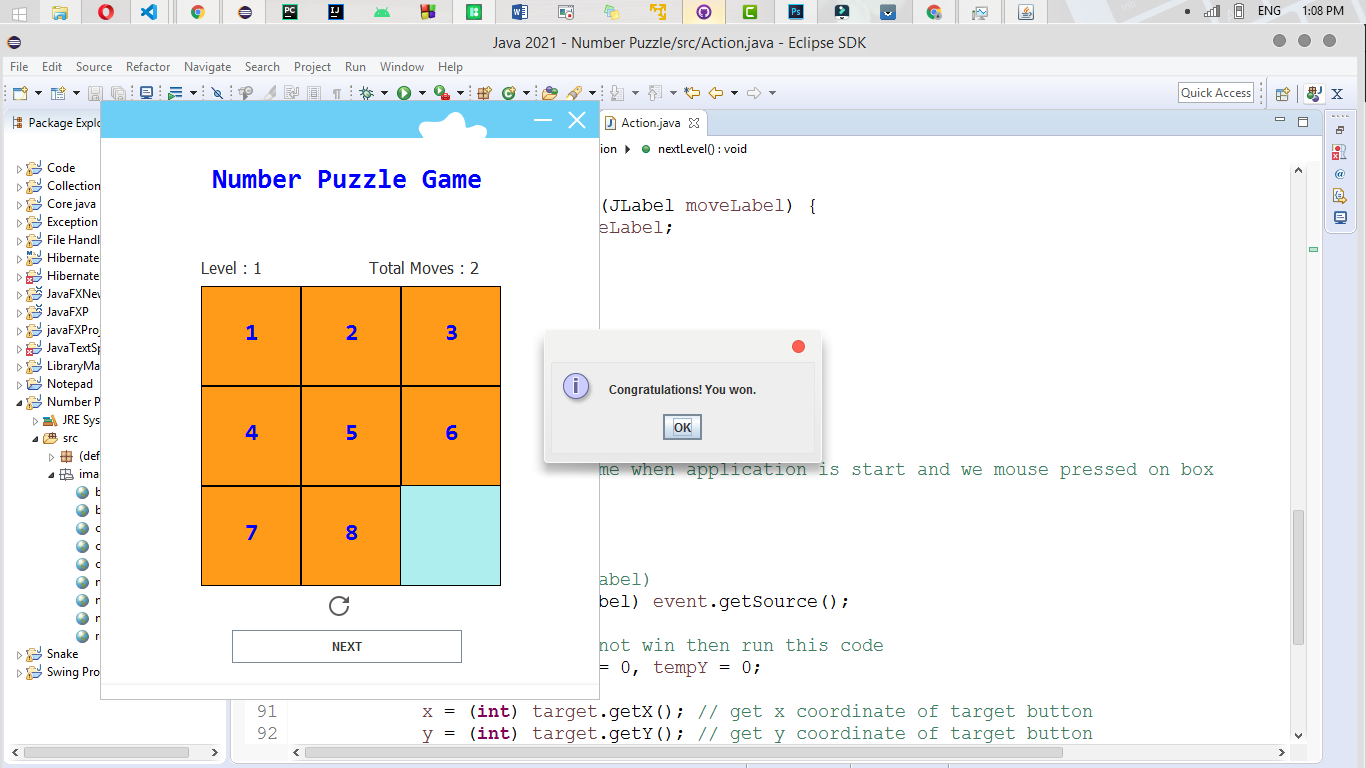 ENG 1:08 PM
Java 2021 - Number Puzzle/src/Action.java - Eclipse SDK
File Edit Source Refactor Navigate Search Project Run Window Help
Quick Access
Package Explo
Action.java
ion nextLevel() : void
Code
Collection
Core java
Exception
File Handl
Hibernate
Hibernate
JavaFXNew
JavaFXP
javaFXProj
JavaTextSp
LibraryMa
Notepad
Number P
JRE Sys
src
(def
imag
b
b
c
c
c
n
n
n
r
Snake
Swing Pro
Number Puzzle Game
Level : 1 Total Moves : 2
1 2 3
4 5 6
7 8
NEXT
Congratulations! You won.
OK
(JLabel moveLabel) {
eLabel;
me when application is start and we mouse pressed on box
abel)
bel) event.getSource();
not win then run this code
= 0, tempY = 0;
91 x = (int) target.getX(); // get x coordinate of target button
92 y = (int) target.getY(); // get y coordinate of target button